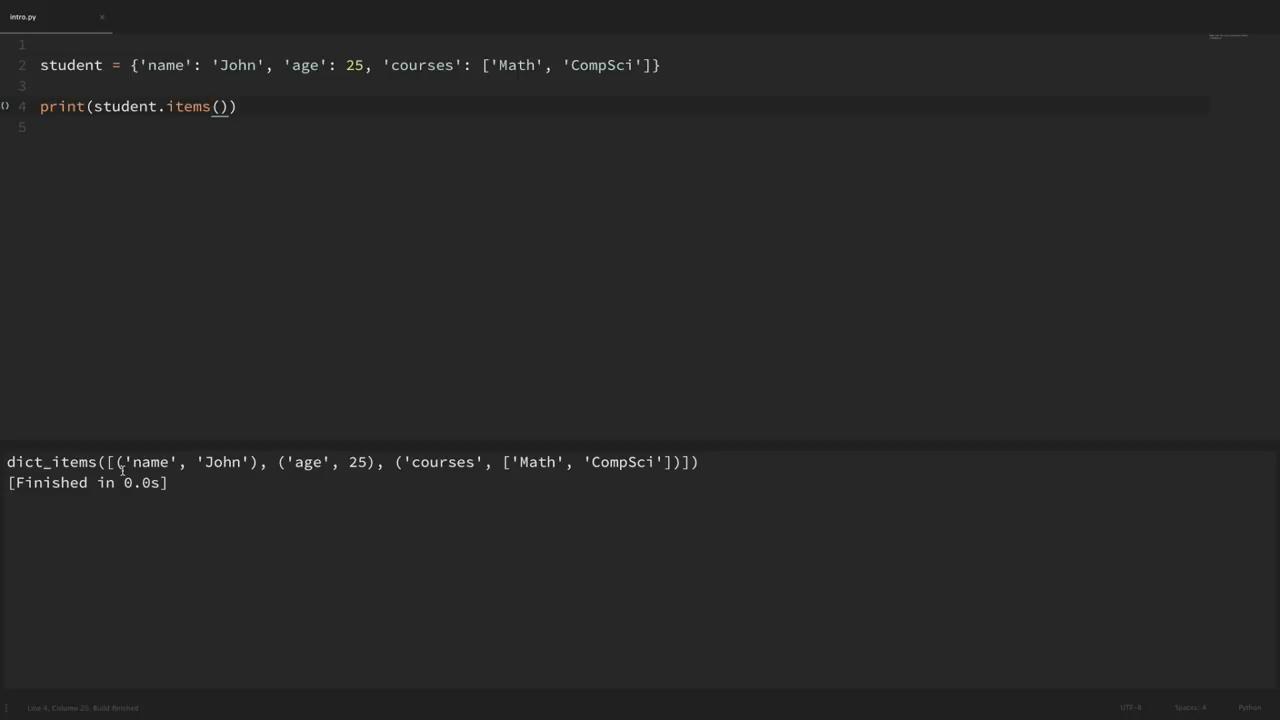 intro.py ×
1
2 student = {'name': 'John', 'age': 25, 'courses': ['Math', 'CompSci']}
3
() 4 print(student.items())
5
dict_items([('name', 'John'), ('age', 25), ('courses', ['Math', 'CompSci'])])
[Finished in 0.0s]
Line 4, Column 25, Build finished
UTF-8 Spaces: 4 Python